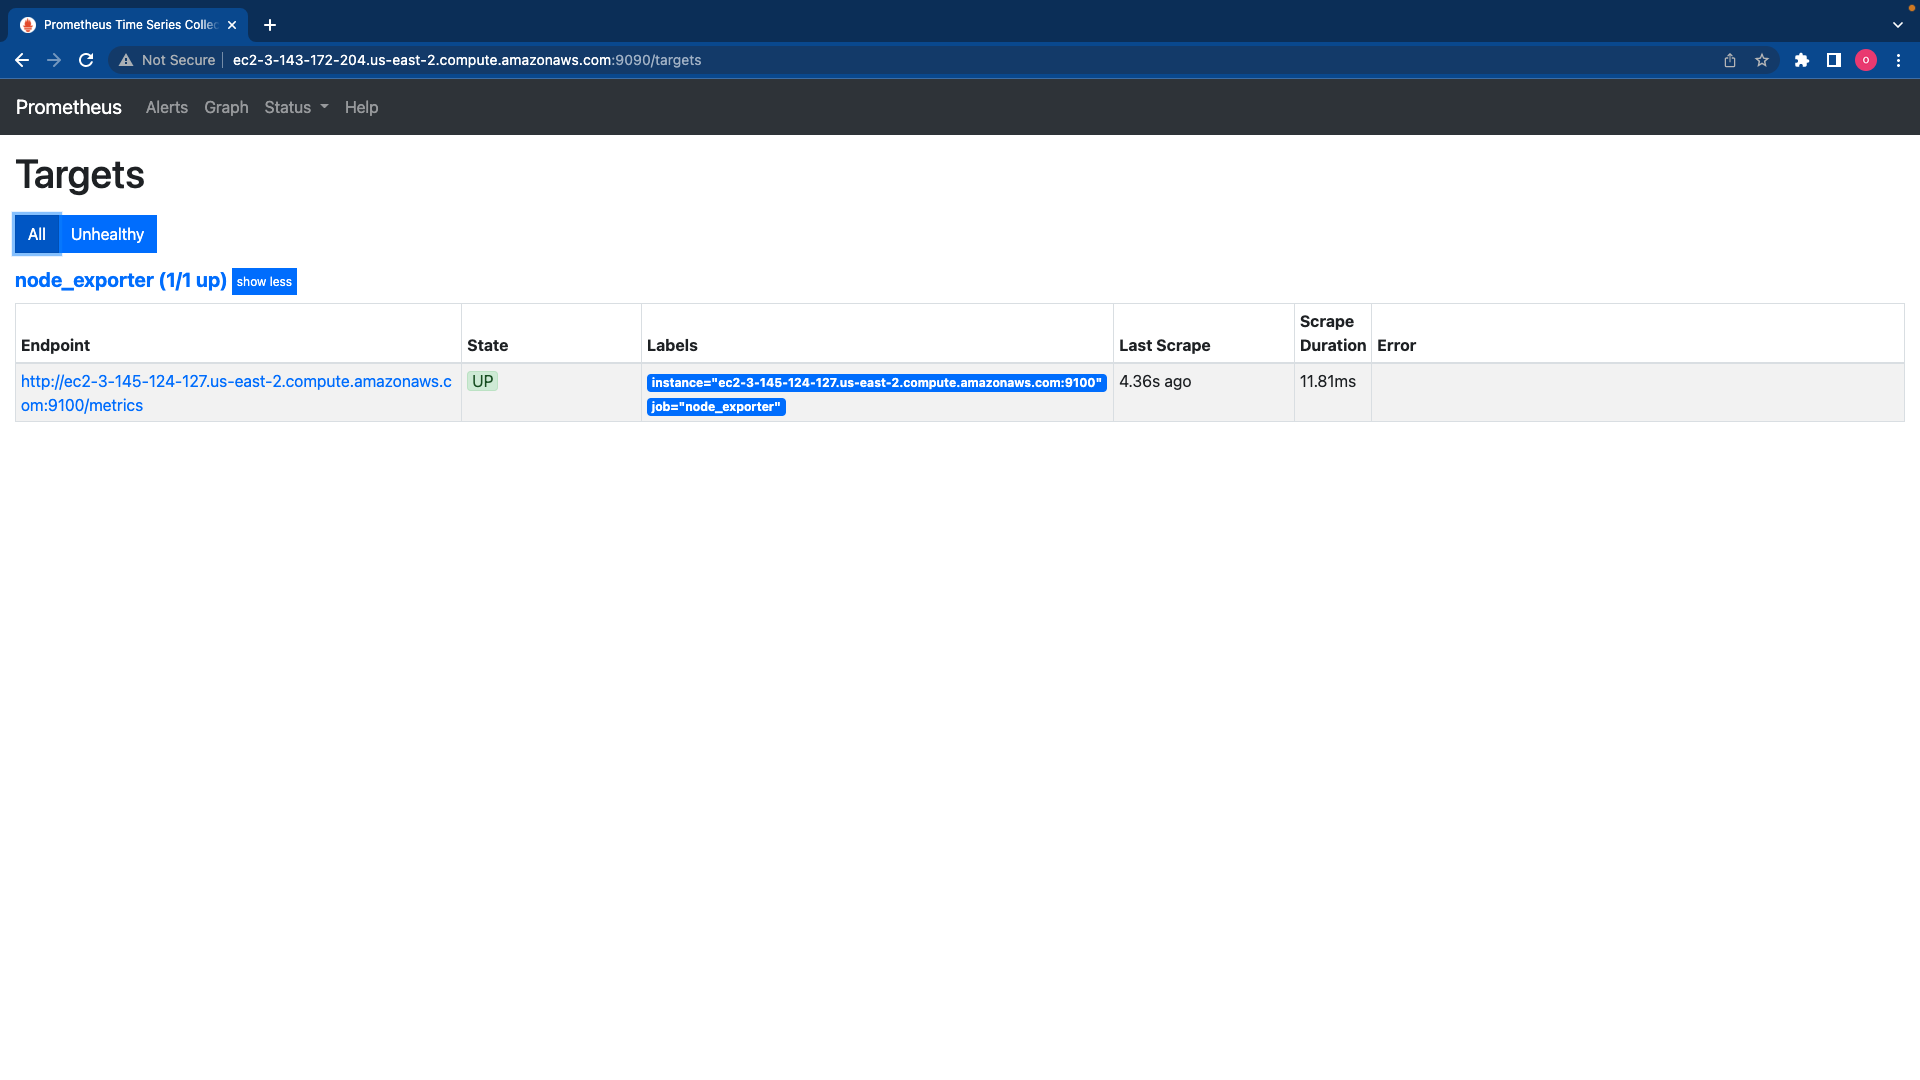 Prometheus Time Series Collec
Not Secure
ec2-3-143-172-204.us-east-2.compute.amazonaws.com:9090/targets
O
Prometheus Alerts Graph Status Help
Targets
All Unhealthy
node_exporter (1/1 up) show less
Endpoint State Labels Last Scrape Scrape Duration Error
http://ec2-3-145-124-127.us-east-2.compute.amazonaws.c
om:9100/metrics
UP
instance="ec2-3-145-124-127.us-east-2.compute.amazonaws.com:9100"
job="node_exporter"
4.36s ago
11.81ms